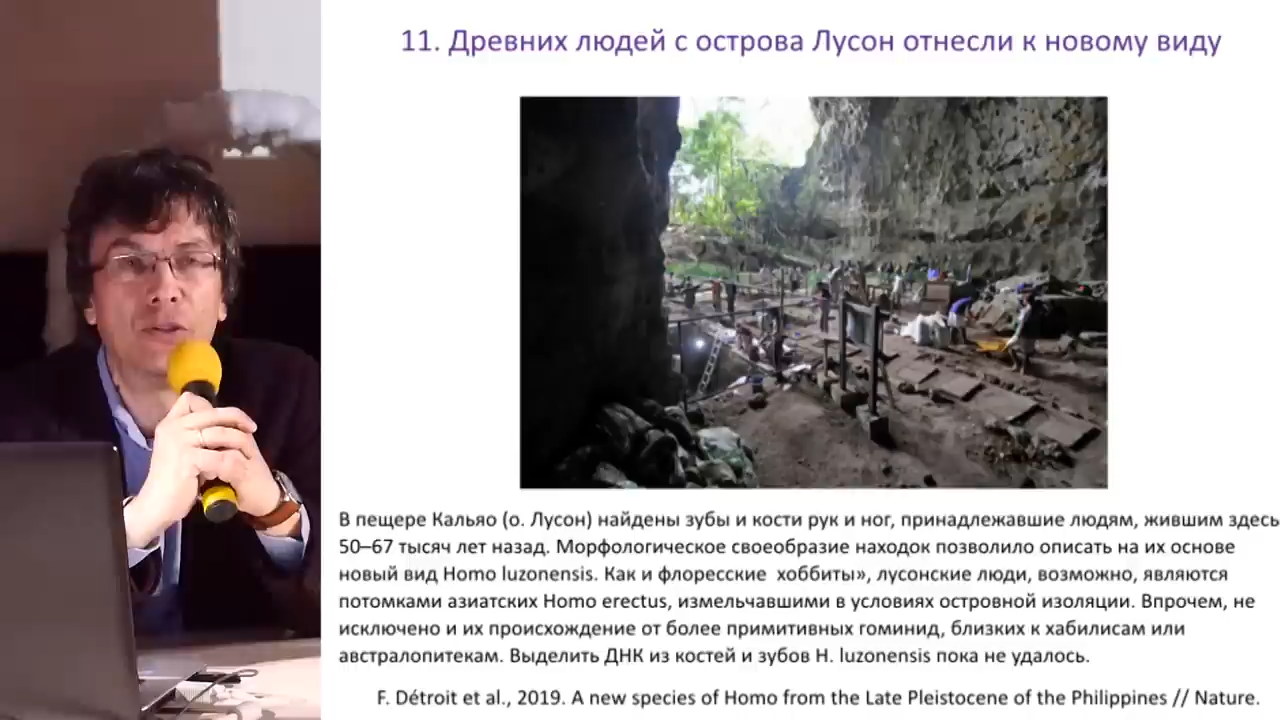 11. Древних людей с острова Лусон отнесли к новому виду
В пещере Кальяо (о. Лусон) найдены зубы и кости рук и ног, принадлежавшие людям, жившим здесь
50–67 тысяч лет назад. Морфологическое своеобразие находок позволило описать на их основе
новый вид Homo luzonensis. Как и флоресские хоббиты», лусонские люди, возможно, являются
потомками азиатских Homo erectus, измельчавшими в условиях островной изоляции. Впрочем, не
исключено и их происхождение от более примитивных гоминид, близких к хабилисам или
австралопитекам. Выделить ДНК из костей и зубов H. luzonensis пока не удалось.
F. Détroit et al., 2019. A new species of Homo from the Late Pleistocene of the Philippines // Nature.